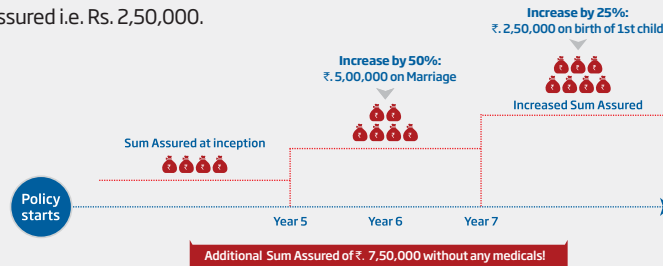 ssured i.e. Rs. 2,50,000.
Increase by 25%:
₹. 2,50,000 on birth of 1st child
Increase by 50%:
₹. 5,00,000 on Marriage
Increased Sum Assured
Sum Assured at inception
Policy
starts
Year 5
Year 6
Year 7
Additional Sum Assured of ₹. 7,50,000 without any medicals!